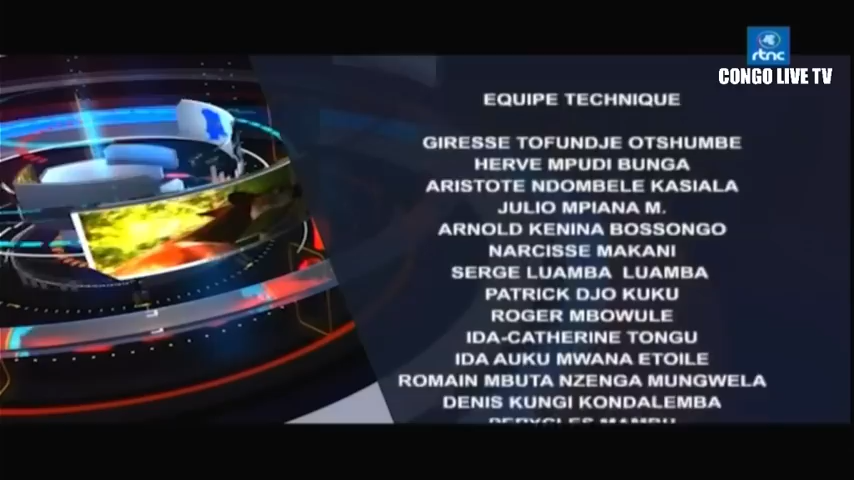 rtnc
CONGO LIVE TV
EQUIPE TECHNIQUE
GIRESSE TOFUNDJE OTSHUMBE
HERVE MPUDI BUNGA
ARISTOTE NDOMBELE KASIALA
JULIO MPIANA M.
ARNOLD KENINA BOSSONGO
NARCISSE MAKANI
SERGE LUAMBA LUAMBA
PATRICK DJO KUKU
ROGER MBOWULE
IDA-CATHERINE TONGU
IDA AUKU MWANA ETOILE
ROMAIN MBUTA NZENGA MUNGWELA
DENIS KUNGI KONDALEMBA